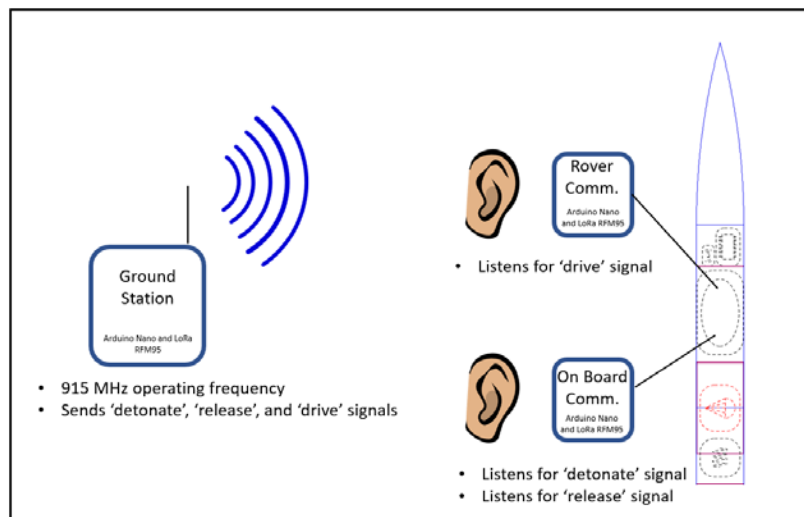 Ground
Station
Arduino Nano and LoRa
RFM95
• 915 MHz operating frequency
• Sends ‘detonate’, ‘release’, and ‘drive’ signals
Rover
Comm.
Arduino Nano
and LoRa RFM95
• Listens for ‘drive’ signal
On Board
Comm.
Arduino Nano
and LoRa RFM95
• Listens for ‘detonate’ signal
• Listens for ‘release’ signal